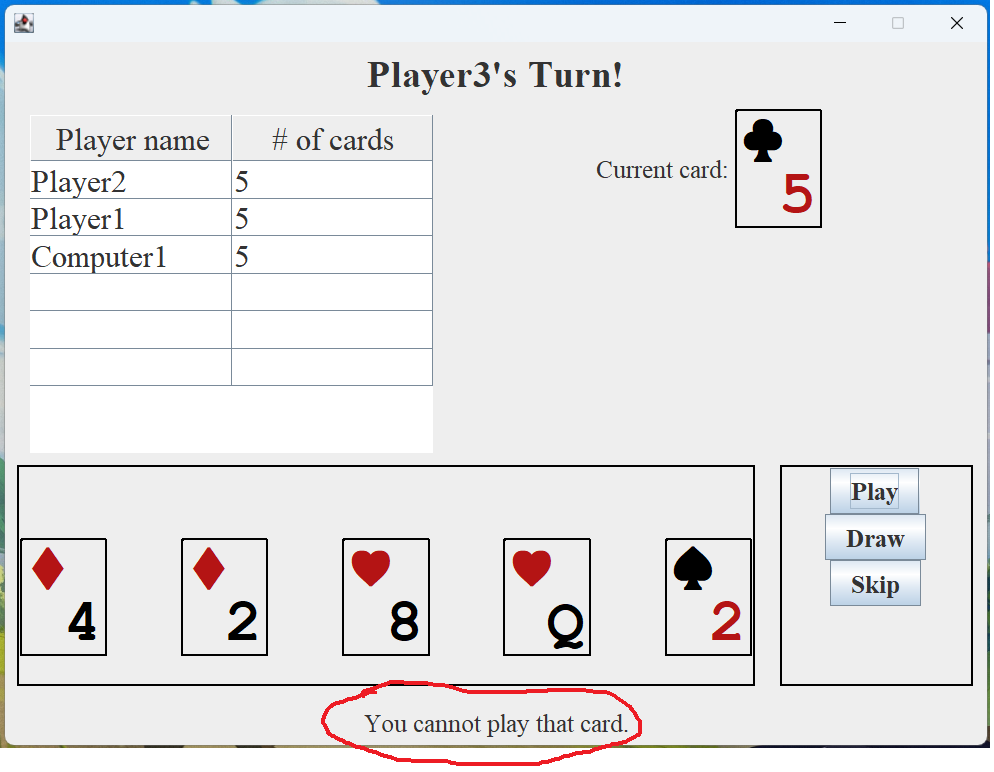 Player3's Turn!
Player name # of cards
Player2 5
Player1 5
Computer1 5
Current card: 5
Play
Draw
Skip
4 2 8 Q 2
You cannot play that card.